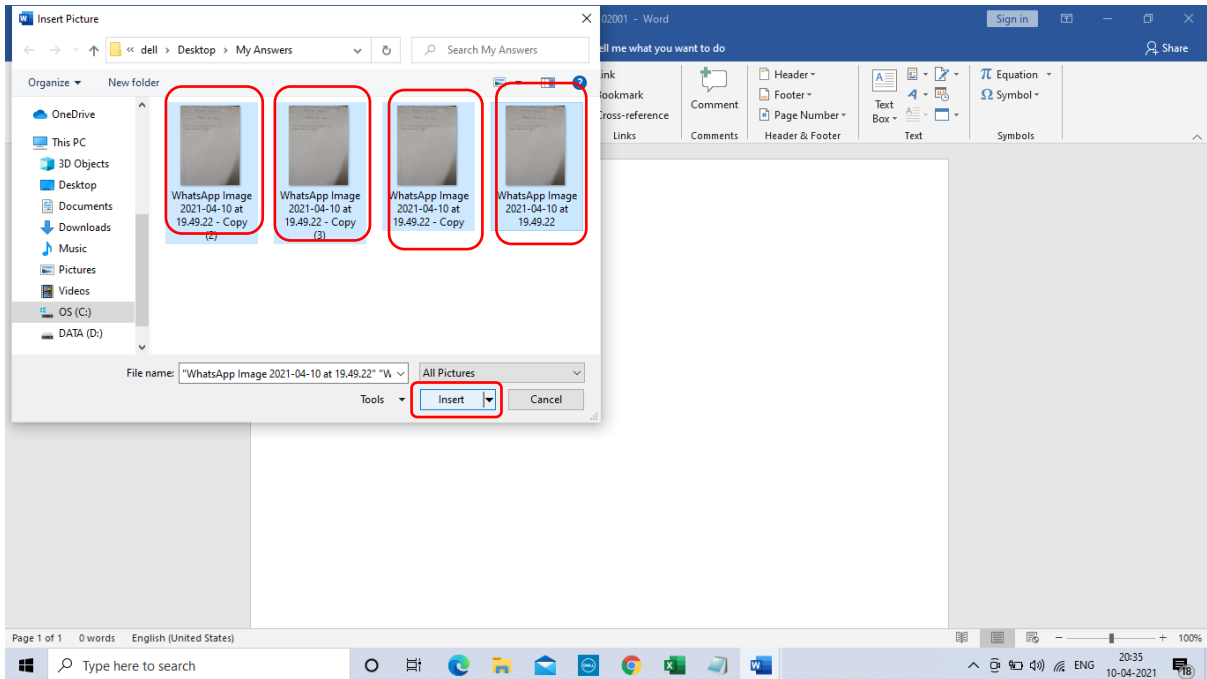 Insert Picture
02001 - Word
Sign in
« dell > Desktop > My Answers
Search My Answers
ell me what you want to do
Share
Organize
New folder
ink
ookmark
ross-reference
Links
Comment
Comments
Header
Footer
Page Number
Header & Footer
Text
Box
Text
Equation
Symbol
Symbols
OneDrive
This PC
3D Objects
Desktop
Documents
Downloads
Music
Pictures
Videos
OS (C:)
DATA (D:)
WhatsApp Image
2021-04-10 at
19.49.22 - Copy
(2)
WhatsApp Image
2021-04-10 at
19.49.22 - Copy
(3)
WhatsApp Image
2021-04-10 at
19.49.22 - Copy
WhatsApp Image
2021-04-10 at
19.49.22
File name:
"WhatsApp Image 2021-04-10 at 19.49.22" "W
All Pictures
Tools
Insert
Cancel
Page 1 of 1
0 words
English (United States)
100%
Type here to search
ENG
20:35
10-04-2021
18